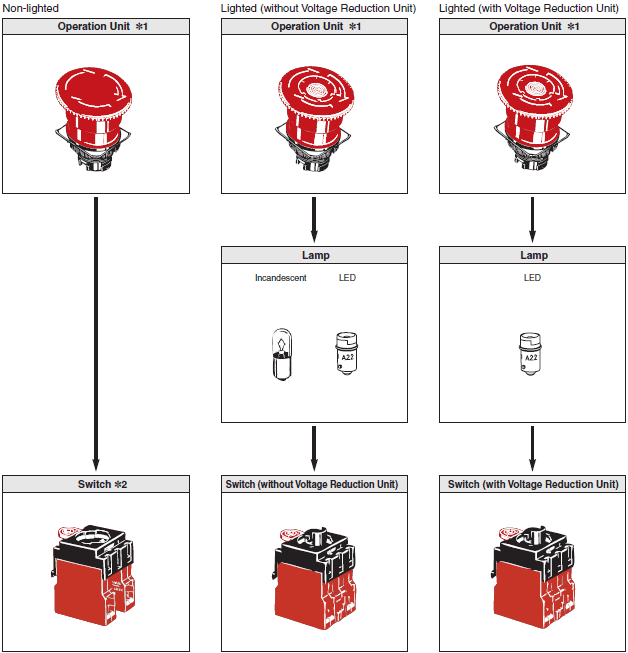 Non-lighted
Lighted (without Voltage Reduction Unit)
Lighted (with Voltage Reduction Unit)
Operation Unit ✻1
Operation Unit ✻1
Operation Unit ✻1
Lamp
Lamp
Incandescent
LED
LED
A22
A22
Switch ✻2
Switch (without Voltage Reduction Unit)
Switch (with Voltage Reduction Unit)